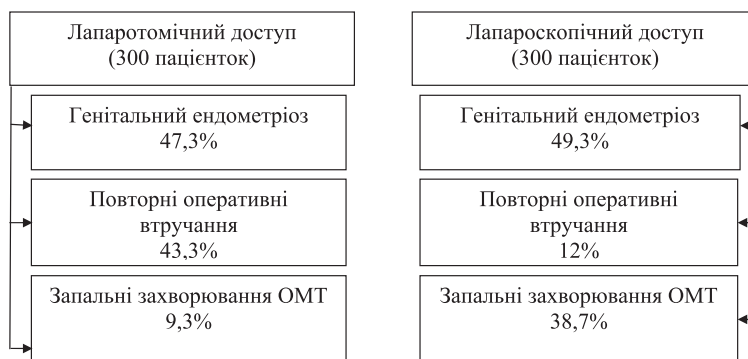 Лапаротомічний доступ
(300 пацієнток)
Генітальний ендометріоз
47,3%
Повторні оперативні
втручання
43,3%
Запальні захворювання ОМТ
9,3%
Лапароскопічний доступ
(300 пацієнток)
Генітальний ендометріоз
49,3%
Повторні оперативні
втручання
12%
Запальні захворювання ОМТ
38,7%